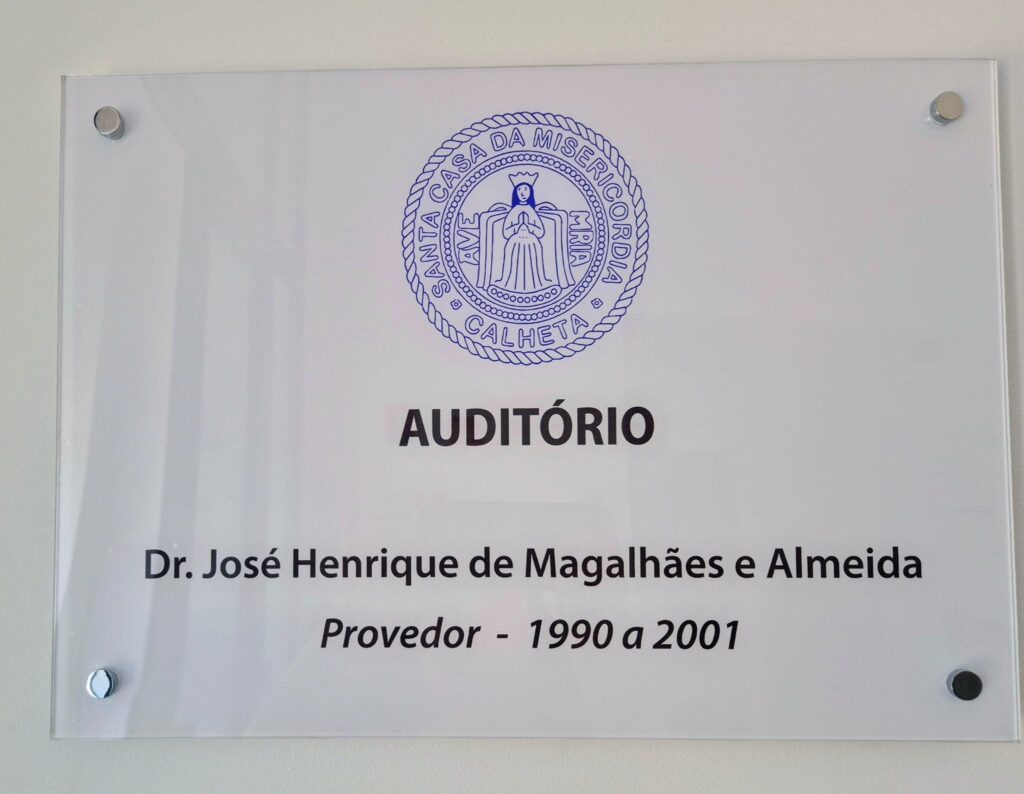 SANTA CASA DA MISERICORDIA
AVE MRIA
CALHETA
AUDITÓRIO
Dr. José Henrique de Magalhães e Almeida
Provedor - 1990 a 2001